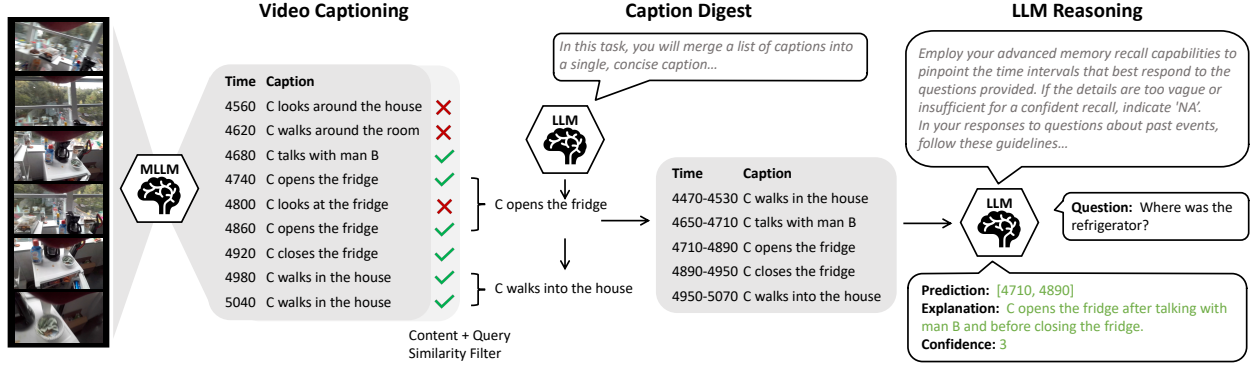 Video Captioning
Caption Digest
LLM Reasoning
Time Caption
4560 C looks around the house
4620 C walks around the room
4680 C talks with man B
4740 C opens the fridge
4800 C looks at the fridge
4860 C opens the fridge
4920 C closes the fridge
4980 C walks in the house
5040 C walks in the house
MLLM
Content + Query
Similarity Filter
In this task, you will merge a list of captions into
a single, concise caption…
LLM
C opens the fridge
C walks into the house
Time Caption
4470-4530 C walks in the house
4650-4710 C talks with man B
4710-4890 C opens the fridge
4890-4950 C closes the fridge
4950-5070 C walks into the house
Employ your advanced memory recall capabilities to
pinpoint the time intervals that best respond to the
questions provided. If the details are too vague or
insufficient for a confident recall, indicate 'NA'.
In your responses to questions about past events,
follow these guidelines…
LLM
Question: Where was the
refrigerator?
Prediction: [4710, 4890]
Explanation: C opens the fridge after talking with
man B and before closing the fridge.
Confidence: 3